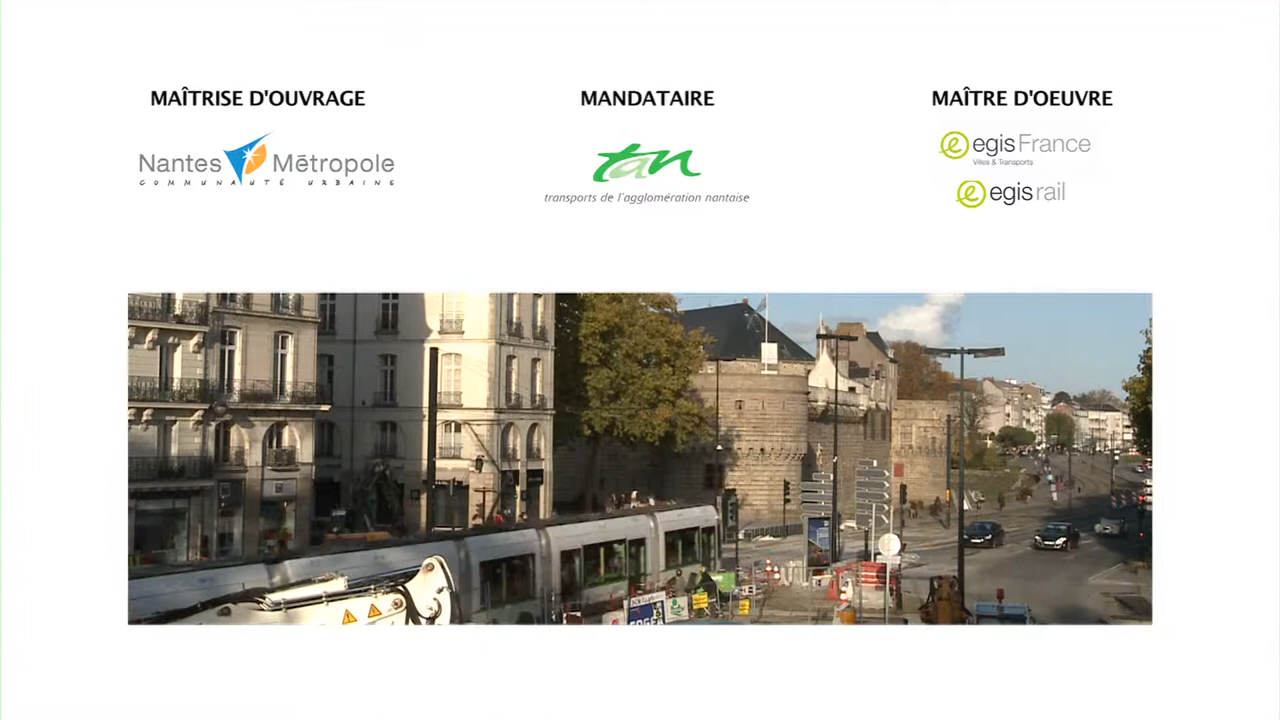 MAÎTRISE D'OUVRAGE
Nantes Métropole
COMMUNAUTÉ URBAINE
MANDATAIRE
tan
transports de l'agglomération nantaise
MAÎTRE D'OEUVRE
egis France
Villes & Transports
egis rail